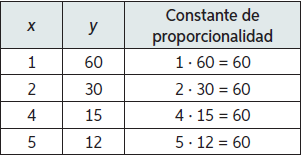 x y Constante de
proporcionalidad
1 60 1 · 60 = 60
2 30 2 · 30 = 60
4 15 4 · 15 = 60
5 12 5 · 12 = 60